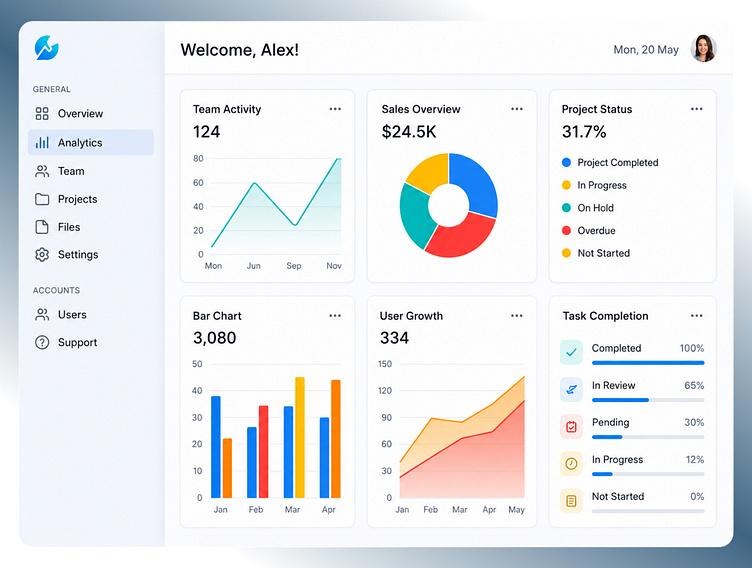 Welcome, Alex!
Mon, 20 May
GENERAL
Overview
Analytics
Team
Projects
Files
Settings
ACCOUNTS
Users
Support
Team Activity
124
80
60
40
20
0
Mon Jun Sep Nov
Sales Overview
$24.5K
Project Status
31.7%
Project Completed
In Progress
On Hold
Overdue
Not Started
Bar Chart
3,080
50
40
30
20
10
0
Jan Feb Mar Apr
User Growth
334
150
120
90
60
30
0
Jan Feb Mar Apr May
Task Completion
Completed 100%
In Review 65%
Pending 30%
In Progress 12%
Not Started 0%